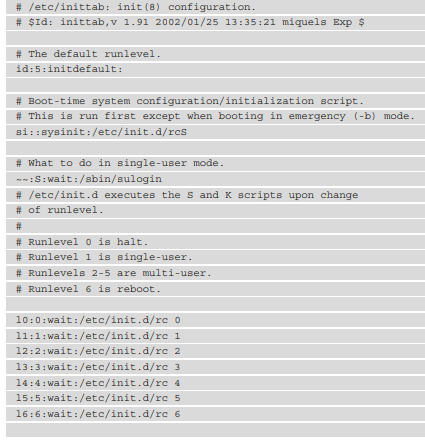 # /etc/inittab: init(8) configuration.
# $Id: inittab,v 1.91 2002/01/25 13:35:21 miquels Exp $
# The default runlevel.
id:5:initdefault:
# Boot-time system configuration/initialization script.
# This is run first except when booting in emergency (-b) mode.
si::sysinit:/etc/init.d/rcS
# What to do in single-user mode.
~~:S:wait:/sbin/sulogin
# /etc/init.d executes the S and K scripts upon change
# of runlevel.
#
# Runlevel 0 is halt.
# Runlevel 1 is single-user.
# Runlevels 2-5 are multi-user.
# Runlevel 6 is reboot.
l0:0:wait:/etc/init.d/rc 0
l1:1:wait:/etc/init.d/rc 1
l2:2:wait:/etc/init.d/rc 2
l3:3:wait:/etc/init.d/rc 3
l4:4:wait:/etc/init.d/rc 4
l5:5:wait:/etc/init.d/rc 5
l6:6:wait:/etc/init.d/rc 6